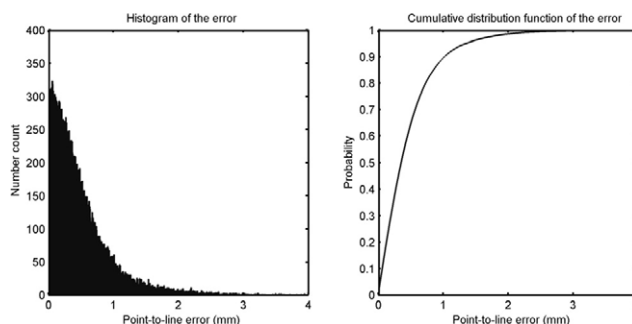 Histogram of the error
400
350
300
250
200
150
100
50
0
Number count
0 1 2 3 4
Point-to-line error (mm)
Cumulative distribution function of the error
1
0.9
0.8
0.7
0.6
0.5
0.4
0.3
0.2
0.1
0
Probability
0 1 2 3
Point-to-line error (mm)